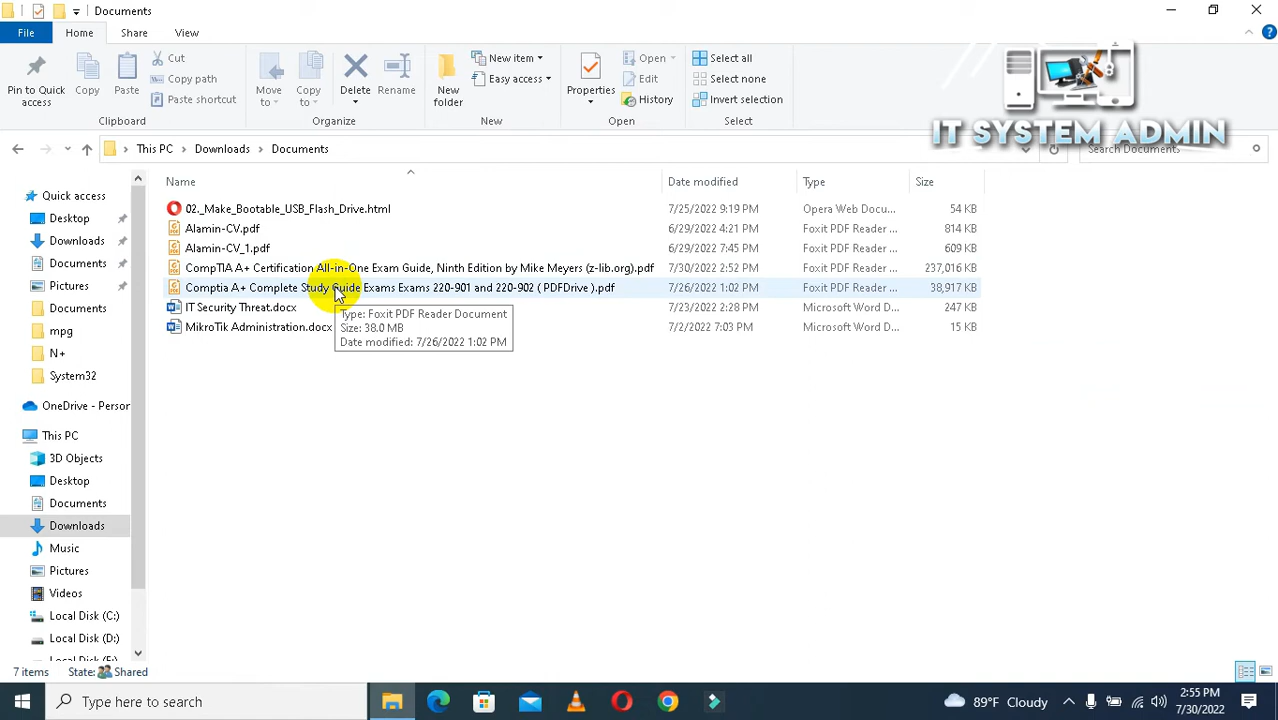 Documents
File Home Share View
Pin to Quick access
Copy
Paste
Cut
Copy path
Paste shortcut
Clipboard
Move to
Copy to
Delete
Rename
Organize
New folder
New item
Easy access
New
Properties
Open
Edit
History
Open
Select all
Select none
Invert selection
Select
IT SYSTEM ADMIN
This PC > Downloads > Documents
Search Documents
Name Date modified Type Size
02._Make_Bootable_USB_Flash_Drive.html 7/25/2022 9:19 PM Opera Web Docu... 54 KB
Alamin-CV.pdf 6/29/2022 4:21 PM Foxit PDF Reader ... 814 KB
Alamin-CV_1.pdf 6/29/2022 7:45 PM Foxit PDF Reader ... 609 KB
CompTIA A+ Certification All-in-One Exam Guide, Ninth Edition by Mike Meyers (z-lib.org).pdf 7/30/2022 2:52 PM Foxit PDF Reader ... 237,016 KB
Comptia A+ Complete Study Guide Exams Exams 220-901 and 220-902 ( PDFDrive ).pdf 7/26/2022 1:02 PM Foxit PDF Reader ... 38,917 KB
IT Security Threat.docx 7/23/2022 2:28 PM Microsoft Word D... 247 KB
MikroTik Administration.docx 7/2/2022 7:03 PM Microsoft Word D... 15 KB
Type: Foxit PDF Reader Document
Size: 38.0 MB
Date modified: 7/26/2022 1:02 PM
Quick access
Desktop
Downloads
Documents
Pictures
Documents
mpg
N+
System32
OneDrive - Person
This PC
3D Objects
Desktop
Documents
Downloads
Music
Pictures
Videos
Local Disk (C:)
Local Disk (D:)
7 items State: Shared
Type here to search
89°F Cloudy
2:55 PM
7/30/2022